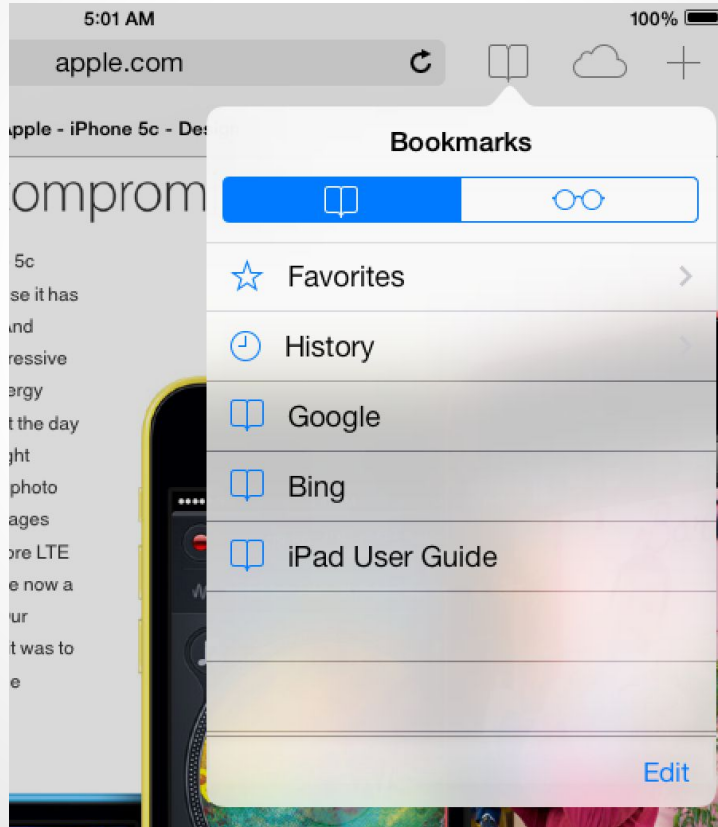 5:01 AM
100%
apple.com
Apple - iPhone 5c - Des
omprom
Bookmarks
5c
se it has
And
ressive
ergy
t the day
ght
photo
ages
ore LTE
e now a
ur
t was to
e
Favorites
History
Google
Bing
iPad User Guide
Edit